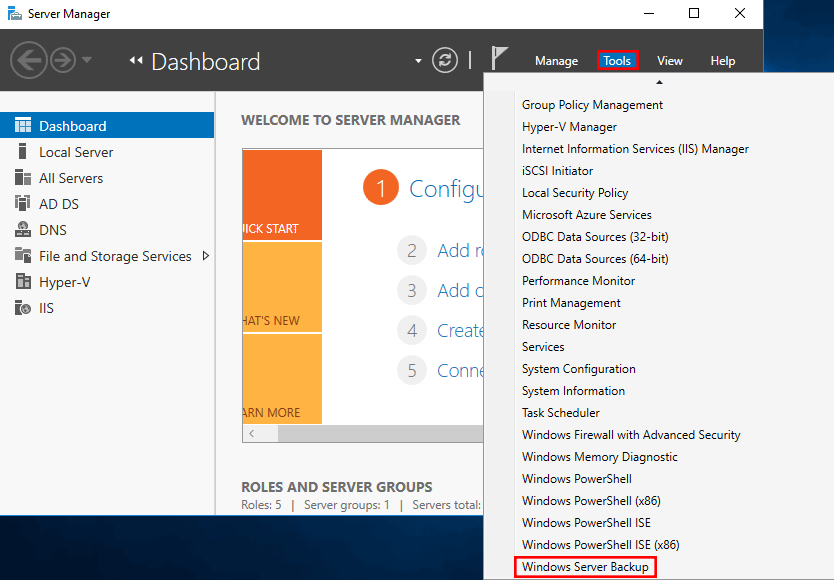 Server Manager
Dashboard
Manage
Tools
View
Help
Dashboard
Local Server
All Servers
AD DS
DNS
File and Storage Services
Hyper-V
IIS
WELCOME TO SERVER MANAGER
UICK START
HAT'S NEW
ARN MORE
1 Configu
2 Add ro
3 Add o
4 Create
5 Conne
ROLES AND SERVER GROUPS
Roles: 5 | Server groups: 1 | Servers total:
Group Policy Management
Hyper-V Manager
Internet Information Services (IIS) Manager
iSCSI Initiator
Local Security Policy
Microsoft Azure Services
ODBC Data Sources (32-bit)
ODBC Data Sources (64-bit)
Performance Monitor
Print Management
Resource Monitor
Services
System Configuration
System Information
Task Scheduler
Windows Firewall with Advanced Security
Windows Memory Diagnostic
Windows PowerShell
Windows PowerShell (x86)
Windows PowerShell ISE
Windows PowerShell ISE (x86)
Windows Server Backup